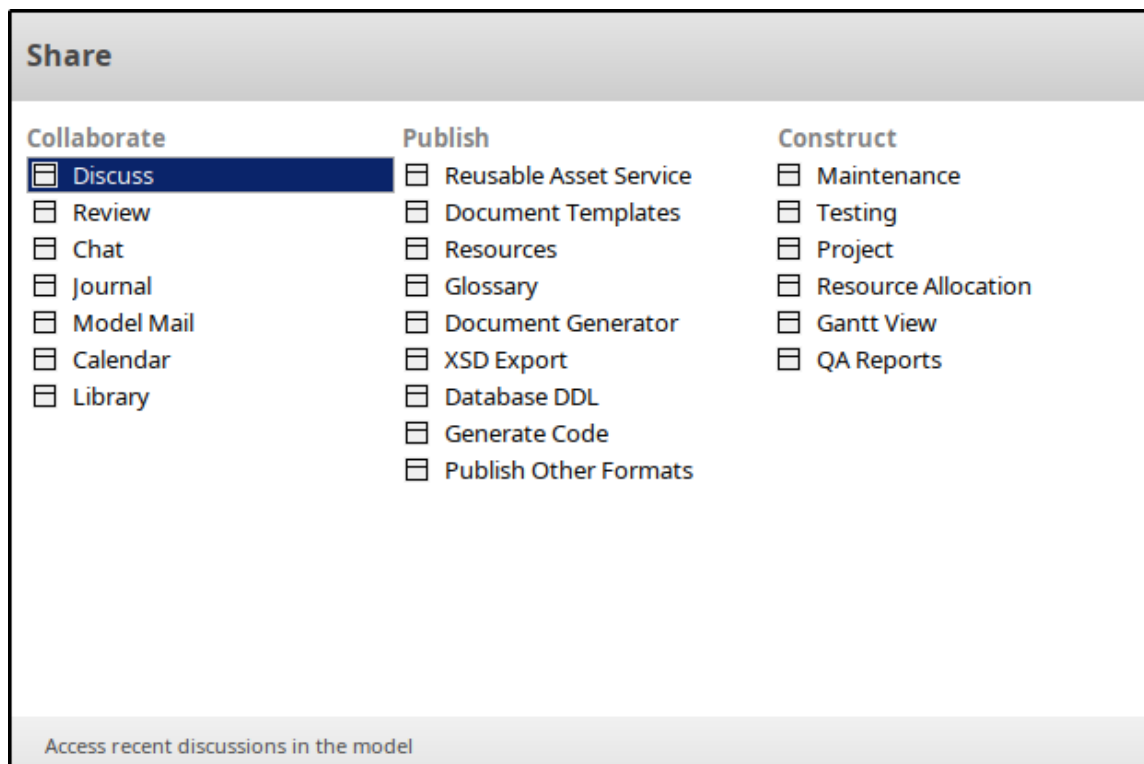 Share
Collaborate
Discuss
Review
Chat
Journal
Model Mail
Calendar
Library
Publish
Reusable Asset Service
Document Templates
Resources
Glossary
Document Generator
XSD Export
Database DDL
Generate Code
Publish Other Formats
Construct
Maintenance
Testing
Project
Resource Allocation
Gantt View
QA Reports
Access recent discussions in the model